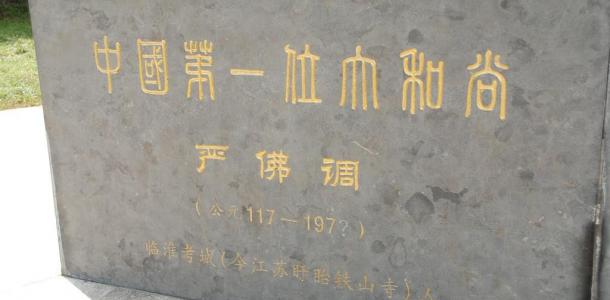 中國第一位大和尚
严佛调
（公元117—197？）
临淮考城（今江苏盱眙铁山寺）人